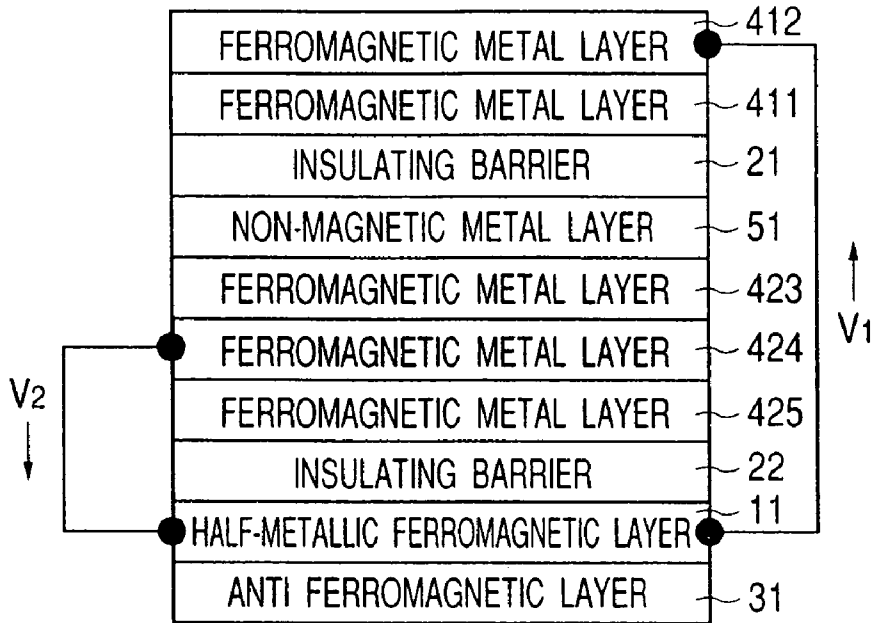 FERROMAGNETIC METAL LAYER 412
FERROMAGNETIC METAL LAYER 411
INSULATING BARRIER 21
NON-MAGNETIC METAL LAYER 51
FERROMAGNETIC METAL LAYER 423
V1
FERROMAGNETIC METAL LAYER 424
V2
FERROMAGNETIC METAL LAYER 425
INSULATING BARRIER 22
HALF-METALLIC FERROMAGNETIC LAYER 11
ANTI FERROMAGNETIC LAYER 31